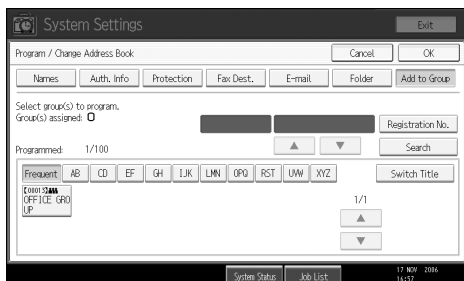 System Settings
Exit
Program / Change Address Book
Cancel
OK
Names
Auth. Info
Protection
Fax Dest.
E-mail
Folder
Add to Group
Select group(s) to program.
Group(s) assigned: 0
Registration No.
Programmed: 1/100
▲
▼
Search
Frequent
AB
CD
EF
GH
IJK
LMN
OPQ
RST
UVW
XYZ
Switch Title
[00013]
OFFICE GRO
UP
1/1
▲
▼
System Status
Job List
17 NOV 2006
16:57